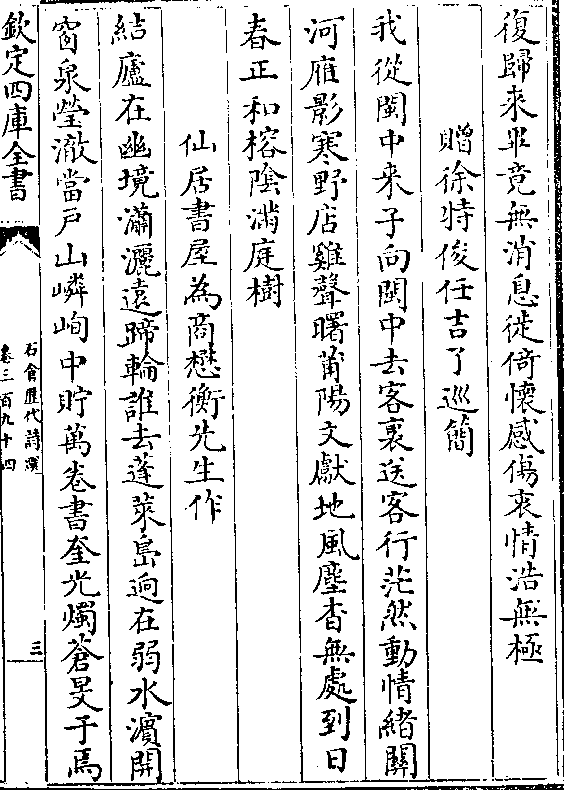 復歸來畢竟無消息徙倚懷感傷衷情浩無極
贈徐特俊任吉了巡簡
我從閩中来子向閩中去客裏送客行茫然動情緒關
河雁影寒野店雞聲曙莆陽文獻地風塵杳無處到日
春正和榕陰滿庭樹
仙居書屋為商懋衡先生作
結廬在幽境瀟灑遠蹄輪誰去蓬萊島逈在弱水濵開
窗泉瑩澈當戶山嶙峋中貯萬卷書奎光燭蒼旻于焉
欽定四庫全書
石倉歷代詩選
卷三百九十四
三